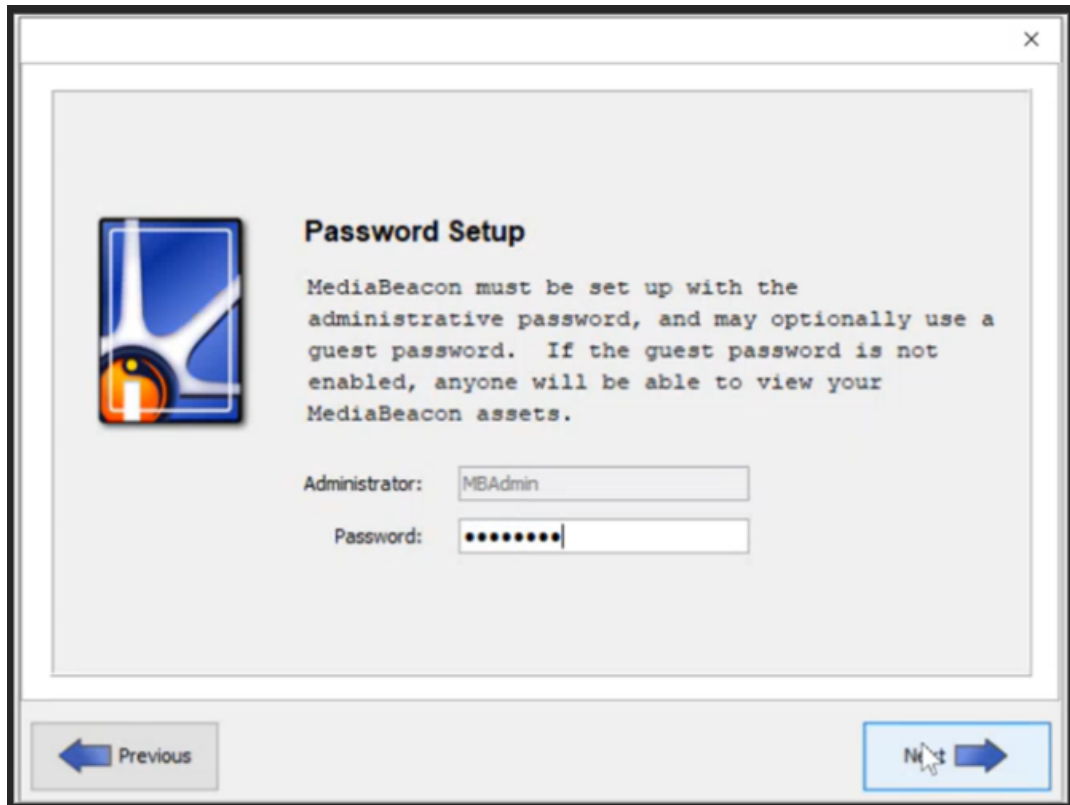 Password Setup
MediaBeacon must be set up with the
administrative password, and may optionally use a
guest password.  If the guest password is not
enabled, anyone will be able to view your
MediaBeacon assets.
Administrator: MBAdmin
Password: ••••••••
Previous
Next